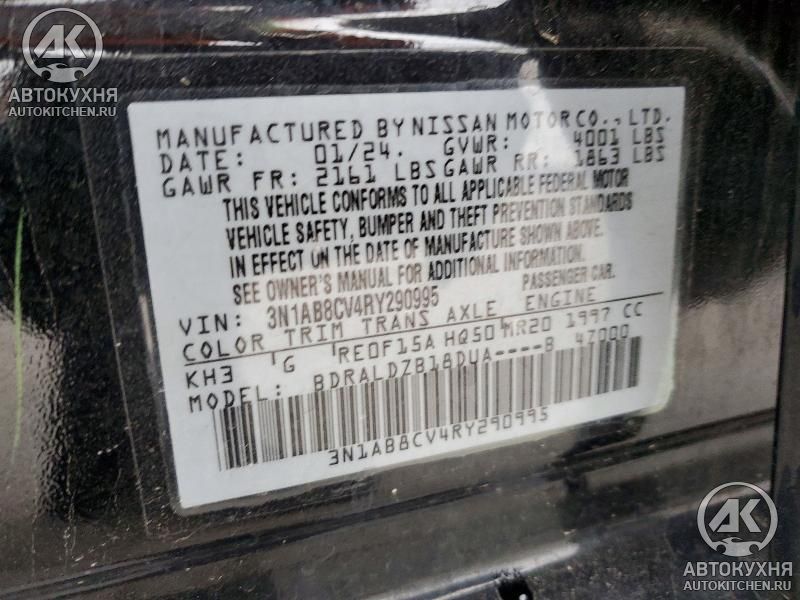 АК
АВТОКУХНЯ
AUTOKITCHEN.RU
MANUFACTURED BY NISSAN MOTOR CO., LTD.
DATE: 01/24. GVWR: 4001 LBS
GAWR FR: 2161 LBS GAWR RR: 1863 LBS
THIS VEHICLE CONFORMS TO ALL APPLICABLE FEDERAL MOTOR
VEHICLE SAFETY, BUMPER AND THEFT PREVENTION STANDARDS
IN EFFECT ON THE DATE OF MANUFACTURE SHOWN ABOVE.
SEE OWNER'S MANUAL FOR ADDITIONAL INFORMATION.
PASSENGER CAR.
VIN: 3N1AB8CV4RY290995
COLOR TRIM TRANS AXLE ENGINE
KH3 G RE0F15A HQ50 MR20 1997 CC
MODEL: BDRALDZB18DUA----B 47000
3N1AB8CV4RY290995
АК
АВТОКУХНЯ
AUTOKITCHEN.RU